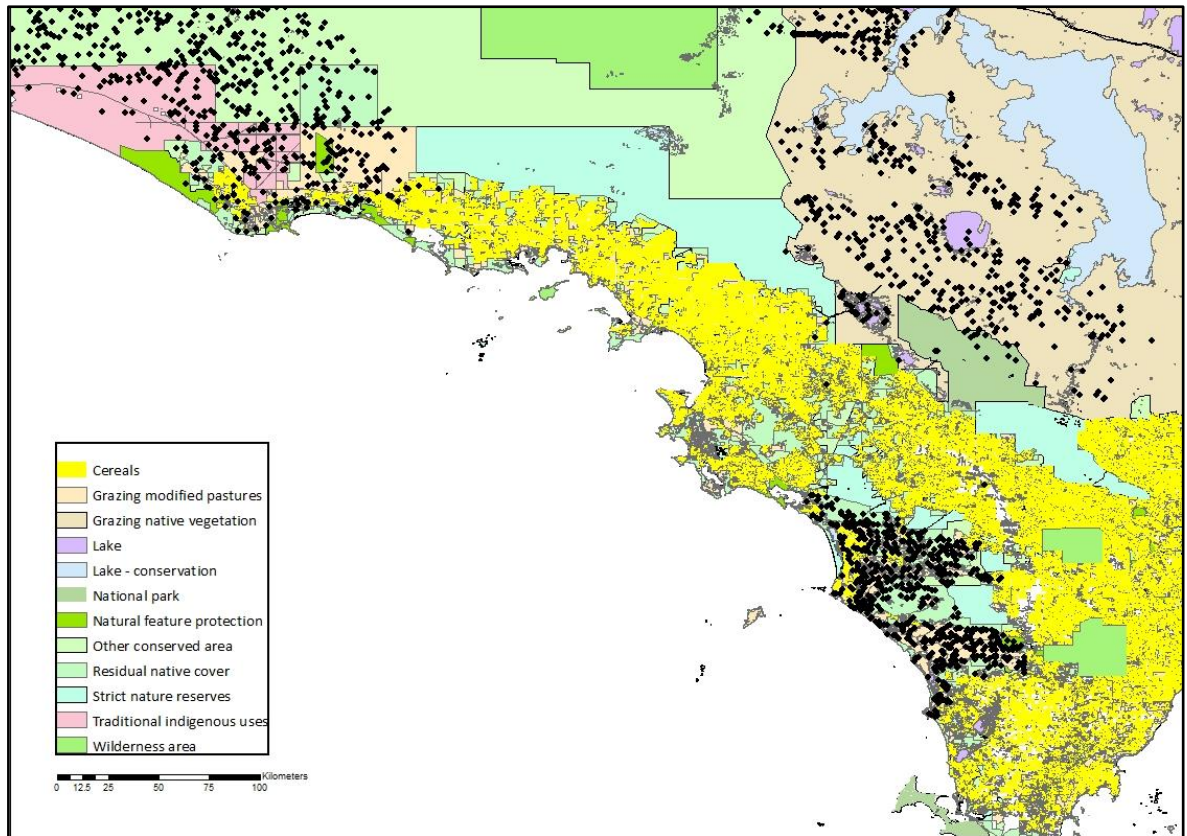 Cereals
Grazing modified pastures
Grazing native vegetation
Lake
Lake - conservation
National park
Natural feature protection
Other conserved area
Residual native cover
Strict nature reserves
Traditional indigenous uses
Wilderness area
Kilometers
0 12.5 25 50 75 100